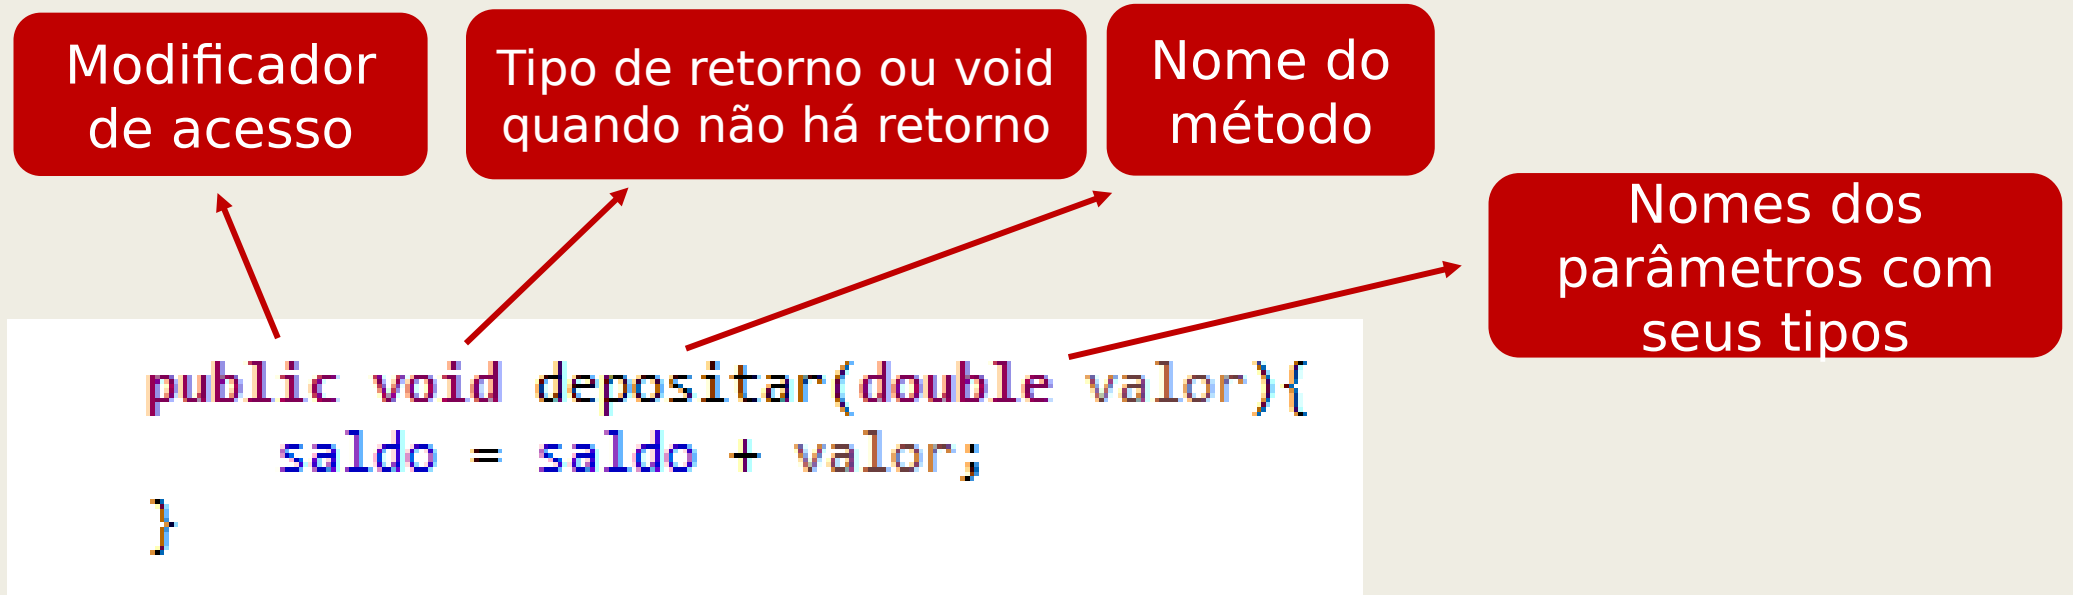 Modificador
de acesso
Tipo de retorno ou void
quando não há retorno
Nome do
método
Nomes dos
parâmetros com
seus tipos
public void depositar(double valor){
saldo = saldo + valor;
}